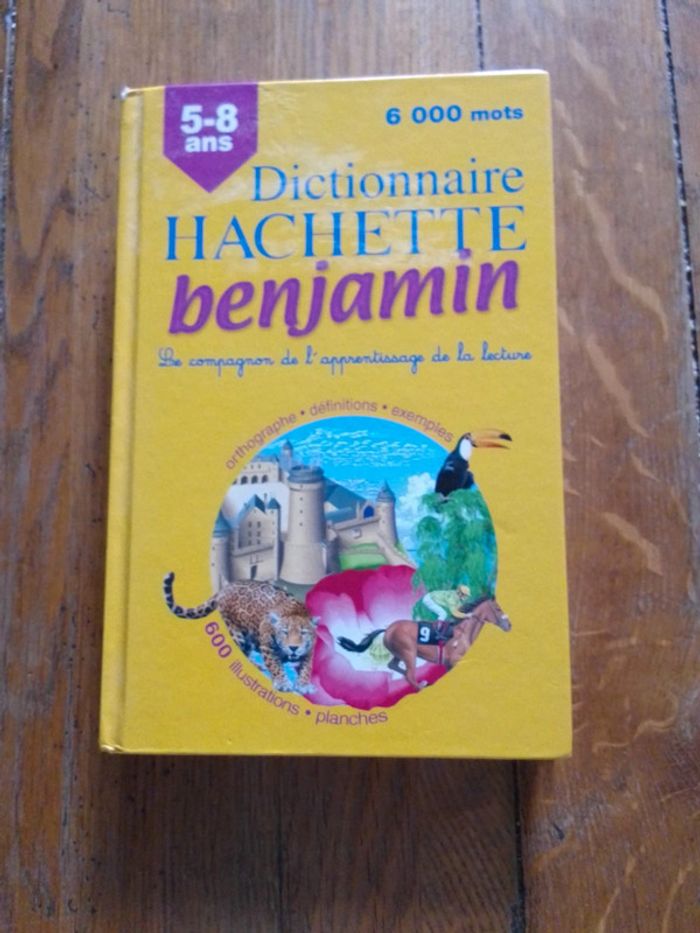 5-8
ans
6 000 mots
Dictionnaire
HACHETTE
benjamin
Le compagnon de l'apprentissage de la lecture
orthographe • définitions • exemples
9
600 illustrations • planches